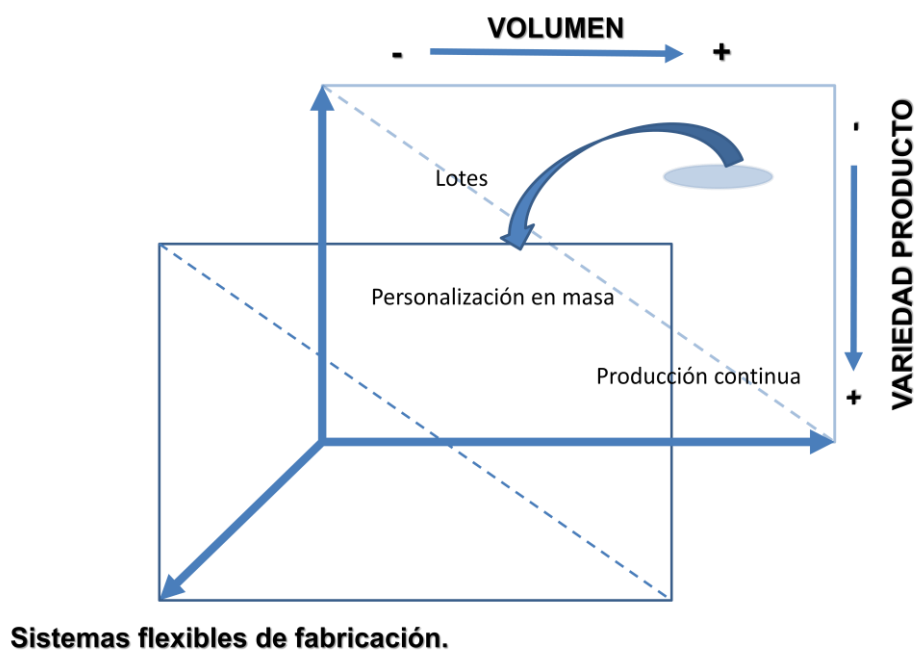 VOLUMEN
- +
-
Lotes
VARIEDAD PRODUCTO
Personalización en masa
Producción continua
+
Sistemas flexibles de fabricación.